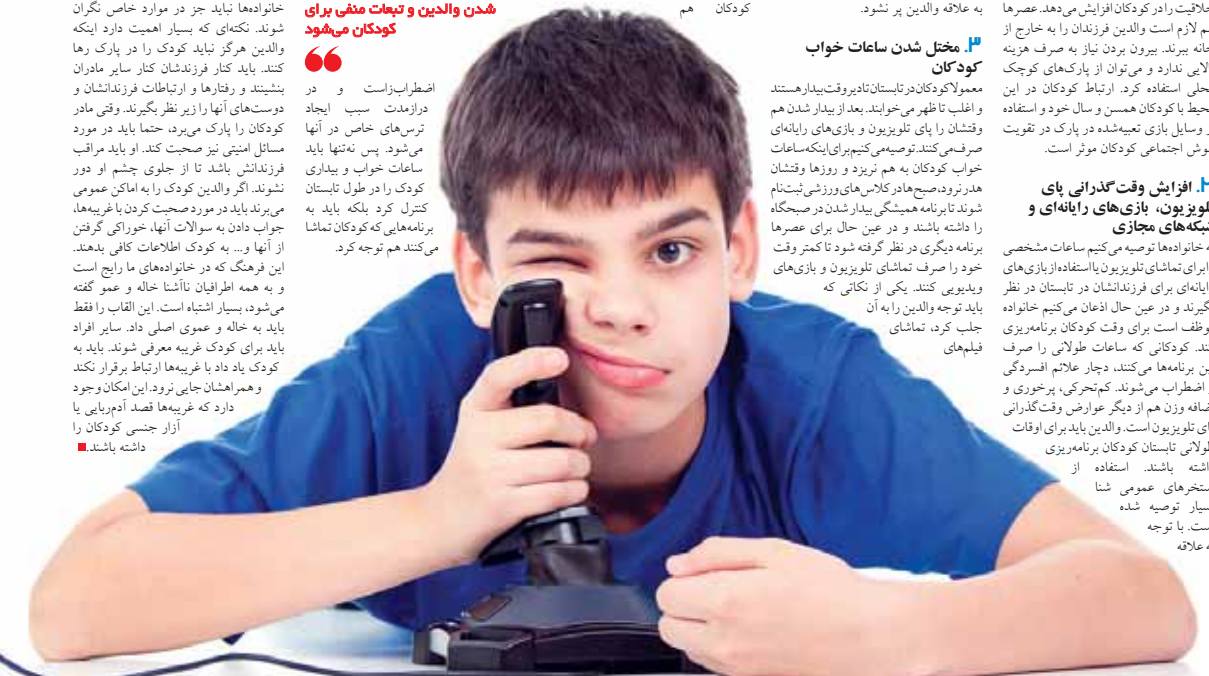 خلاقیت را در کودکان افزایش می‌دهد. عصرها
هم لازم است والدین فرزندان را به خارج از
خانه ببرند. بیرون بردن نیاز به صرف هزینه
بالایی ندارد و می‌توان از پارک‌های کوچک
محلی استفاده کرد. ارتباط کودکان در این
محیط با کودکان همسن و سال خود و استفاده
از وسایل بازی تعبیه‌شده در پارک در تقویت
هوش اجتماعی کودکان موثر است.
۲. افزایش وقت‌گذرانی پای
تلویزیون، بازی‌های رایانه‌ای و
شبکه‌های مجازی
به خانواده‌ها توصیه می‌کنیم ساعات مشخصی
را برای تماشای تلویزیون یا استفاده از بازی‌های
رایانه‌ای برای فرزندانشان در تابستان در نظر
بگیرند و در عین حال اذعان می‌کنیم خانواده
موظف است برای وقت کودکان برنامه‌ریزی
کند. کودکانی که ساعات طولانی را صرف
این برنامه‌ها می‌کنند، دچار علائم افسردگی
و اضطراب می‌شوند. کم‌تحرکی، پرخوری و
اضافه وزن هم از دیگر عوارض وقت‌گذرانی
پای تلویزیون است. والدین باید برای اوقات
طولانی تابستان کودکان برنامه‌ریزی
داشته باشند. استفاده از
استخرهای عمومی شنا
بسیار توصیه شده
است. با توجه
به علاقه
کودکان هم
به علاقه والدین پر نشود.
۳. مختل شدن ساعات خواب
کودکان
معمولا کودکان در تابستان تا دیر وقت بیدار هستند
و اغلب تا ظهر می‌خوابند. بعد از بیدار شدن هم
وقتشان را پای تلویزیون و بازی‌های رایانه‌ای
صرف می‌کنند. توصیه می‌کنیم برای اینکه ساعات
خواب کودکان به هم نریزد و روزها وقتشان
هدر نرود، صبح‌ها در کلاس‌های ورزشی ثبت‌نام
شوند تا برنامه همیشگی بیدار شدن در صبحگاه
را داشته باشند و در عین حال برای عصرها
برنامه دیگری در نظر گرفته شود تا کمتر وقت
خود را صرف تماشای تلویزیون و بازی‌های
ویدیویی کنند. یکی از نکاتی که
باید توجه والدین را به آن
جلب کرد، تماشای
فیلم‌های
شدن والدین و تبعات منفی برای
کودکان می‌شود
اضطراب‌زاست و در
درازمدت سبب ایجاد
ترس‌های خاص در آنها
می‌شود. پس نه‌تنها باید
ساعات خواب و بیداری
کودک را در طول تابستان
کنترل کرد بلکه باید به
برنامه‌هایی که کودکان تماشا
می‌کنند هم توجه کرد.
خانواده‌ها نباید جز در موارد خاص نگران
شوند. نکته‌ای که بسیار اهمیت دارد اینکه
والدین هرگز نباید کودک را در پارک رها
کنند. باید کنار فرزندشان کنار سایر مادران
بنشینند و رفتارها و ارتباطات فرزندانشان و
دوست‌های آنها را زیر نظر بگیرند. وقتی مادر
کودکان را پارک می‌برد، حتما باید در مورد
مسائل امنیتی نیز صحبت کند. او باید مراقب
فرزندانش باشد تا از جلوی چشم او دور
نشوند. اگر والدین کودک را به اماکن عمومی
می‌برند باید در مورد صحبت کردن با غریبه‌ها،
جواب دادن به سوالات آنها، خوراکی گرفتن
از آنها و... به کودک اطلاعات کافی بدهند.
این فرهنگ که در خانواده‌های ما رایج است
و به همه اطرافیان ناآشنا خاله و عمو گفته
می‌شود، بسیار اشتباه است. این القاب را فقط
باید به خاله و عموی اصلی داد. سایر افراد
باید برای کودک غریبه معرفی شوند. باید به
کودک یاد داد با غریبه‌ها ارتباط برقرار نکند
و همراهشان جایی نرود. این امکان وجود
دارد که غریبه‌ها قصد آدم‌ربایی یا
آزار جنسی کودکان را
داشته باشند.